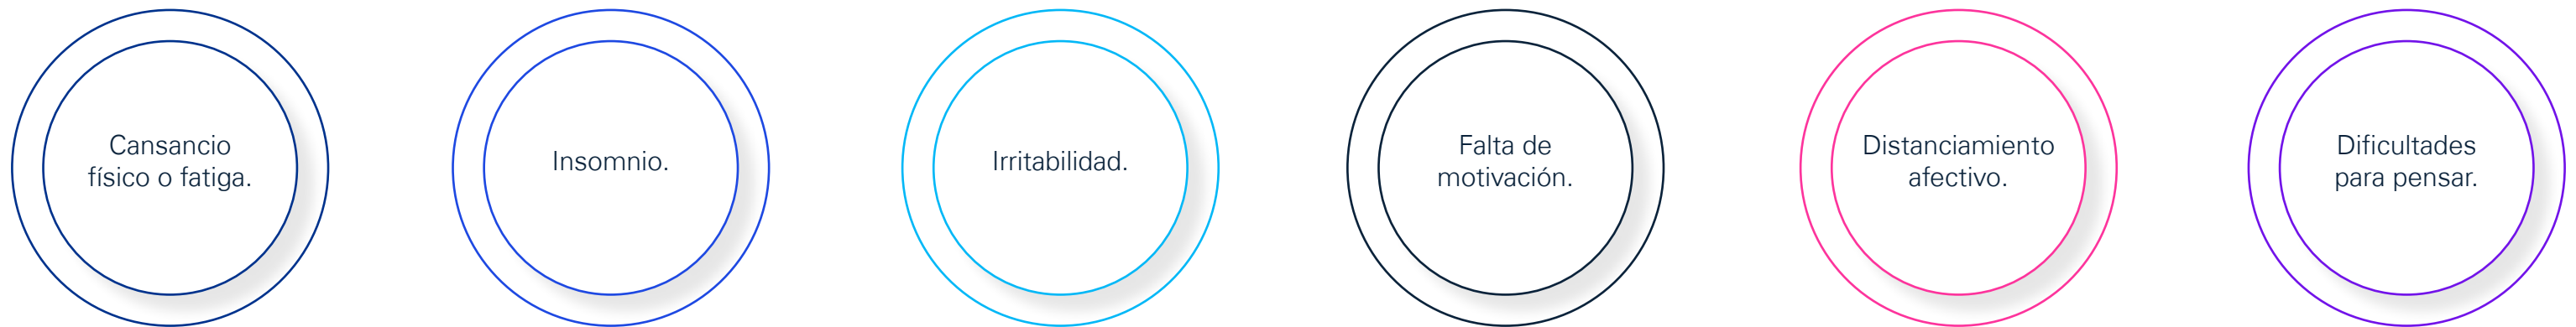 Cansancio
físico o fatiga.
Insomnio.
Irritabilidad.
Falta de
motivación.
Distanciamiento
afectivo.
Dificultades
para pensar.